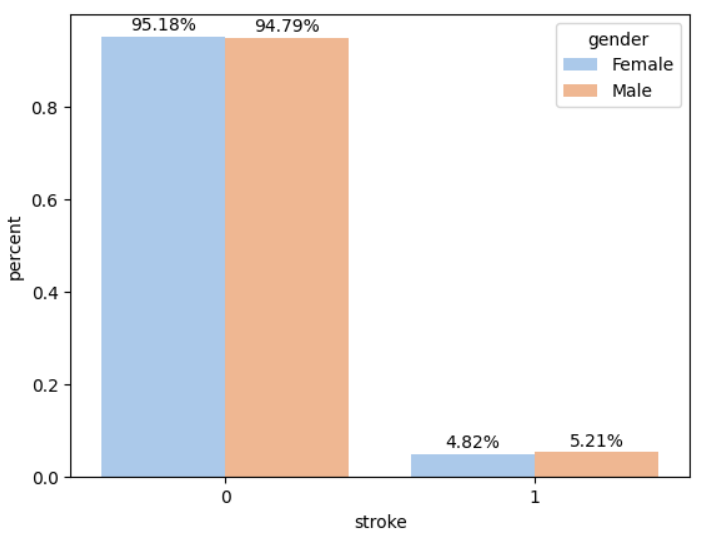 95.18%
94.79%
gender
Female
Male
0.8
0.6
0.4
0.2
0.0
percent
4.82%
5.21%
0
1
stroke